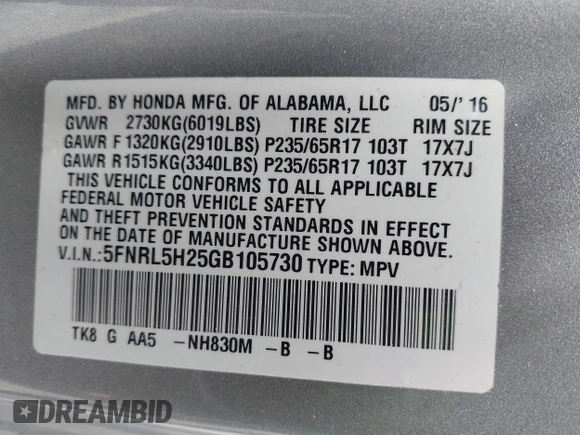 MFD. BY HONDA MFG. OF ALABAMA, LLC 05/' 16
GVWR 2730KG(6019LBS) TIRE SIZE RIM SIZE
GAWR F 1320KG(2910LBS) P235/65R17 103T 17X7J
GAWR R1515KG(3340LBS) P235/65R17 103T 17X7J
THIS VEHICLE CONFORMS TO ALL APPLICABLE
FEDERAL MOTOR VEHICLE SAFETY
AND THEFT PREVENTION STANDARDS IN EFFECT
ON THE DATE OF MANUFACTURE SHOWN ABOVE.
V.I.N.:5FNRL5H25GB105730 TYPE: MPV
TK8 G AA5 -NH830M -B -B
DREAMBID